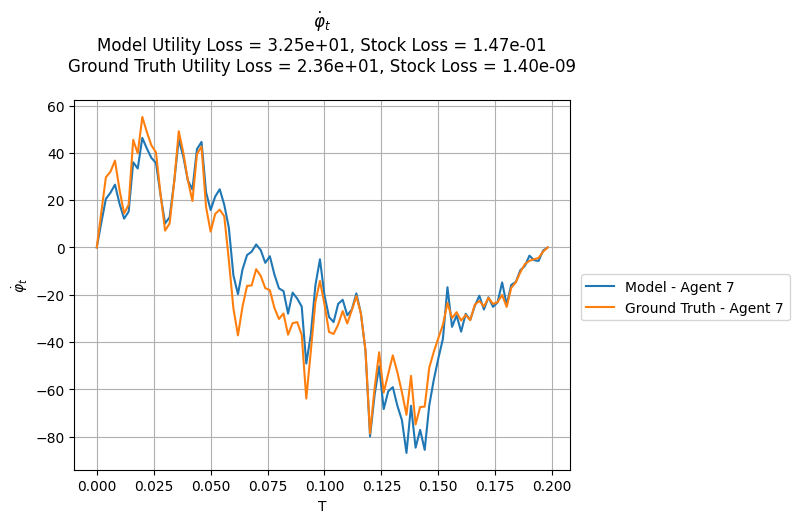 φ̇ₜ
Model Utility Loss = 3.25e+01, Stock Loss = 1.47e-01
Ground Truth Utility Loss = 2.36e+01, Stock Loss = 1.40e-09
60
40
20
0
−20
−40
−60
−80
φ̇ₜ
0.000
0.025
0.050
0.075
0.100
0.125
0.150
0.175
0.200
T
Model - Agent 7
Ground Truth - Agent 7